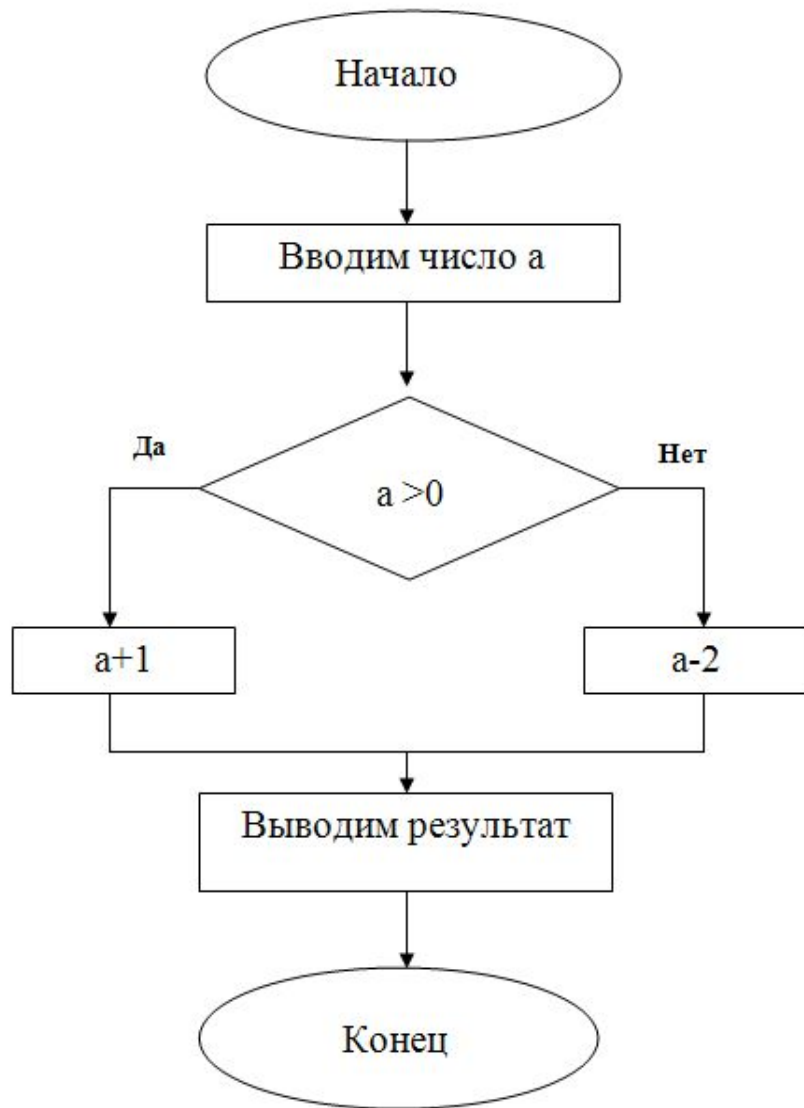 Начало
Вводим число а
Да
Нет
а >0
а+1
а-2
Выводим результат
Конец